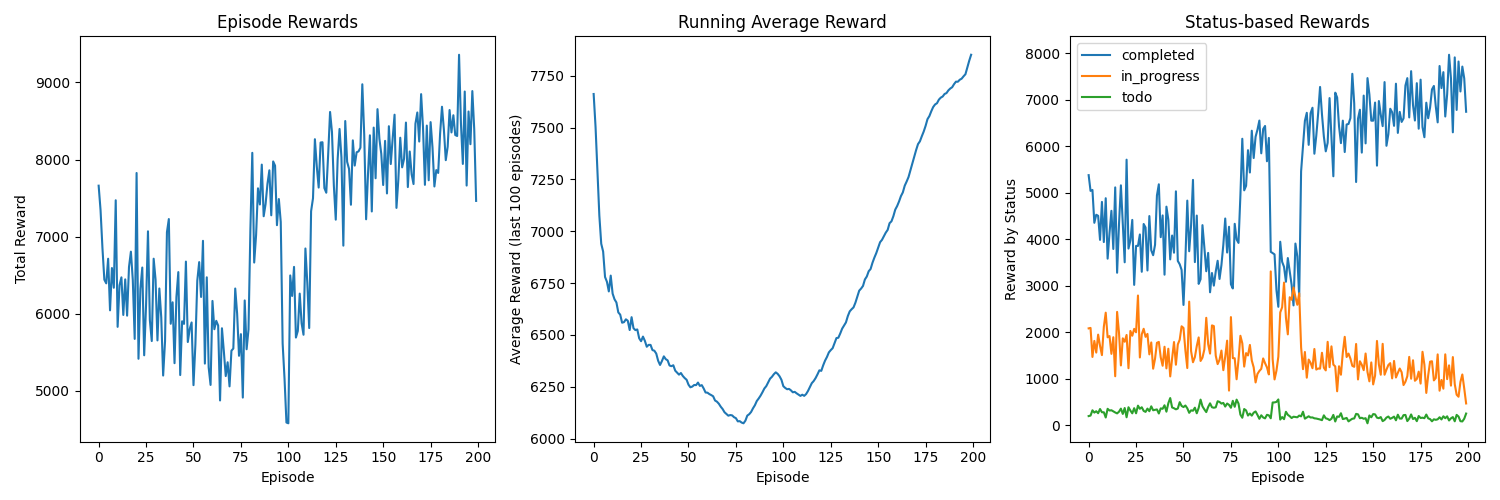 Episode Rewards
Total Reward
9000
8000
7000
6000
5000
0 25 50 75 100 125 150 175 200
Episode
Running Average Reward
Average Reward (last 100 episodes)
7750
7500
7250
7000
6750
6500
6250
6000
0 25 50 75 100 125 150 175 200
Episode
Status-based Rewards
Reward by Status
completed
in_progress
todo
8000
7000
6000
5000
4000
3000
2000
1000
0
0 25 50 75 100 125 150 175 200
Episode